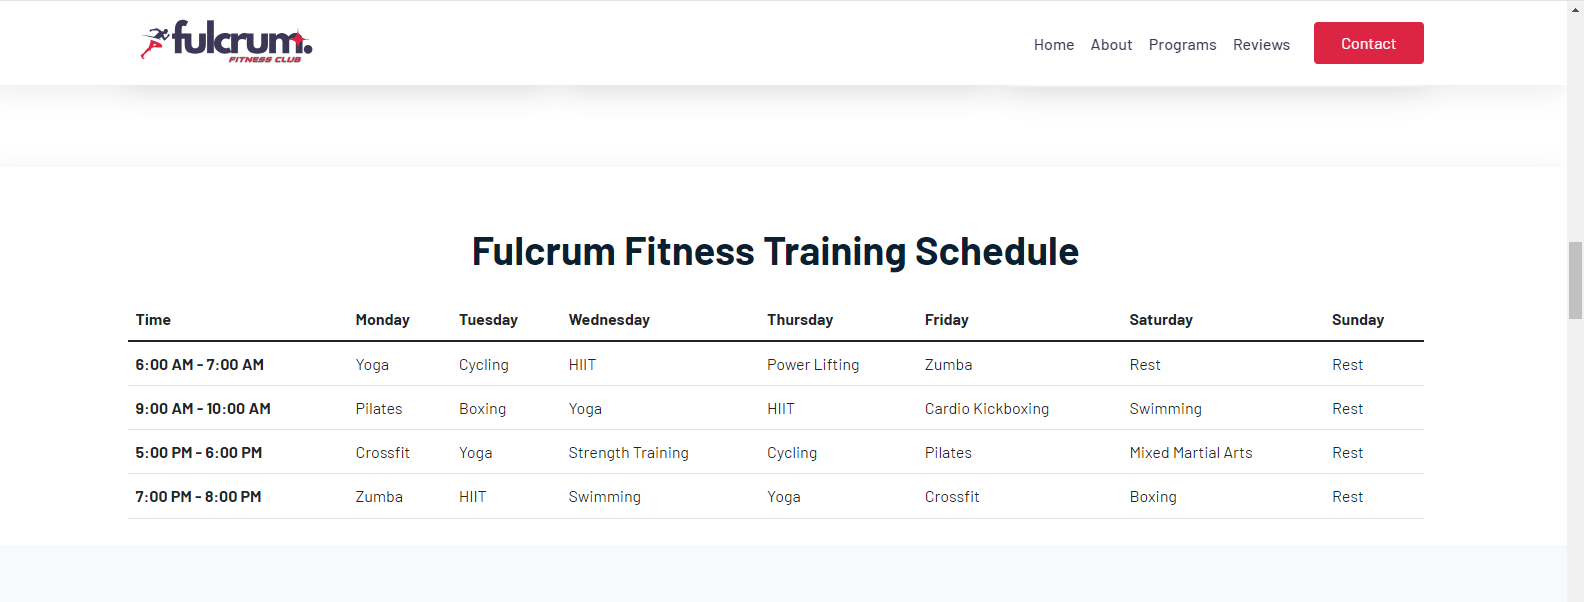 fulcrum.
FITNESS CLUB
Home About Programs Reviews Contact
Fulcrum Fitness Training Schedule
Time Monday Tuesday Wednesday Thursday Friday Saturday Sunday
6:00 AM - 7:00 AM Yoga Cycling HIIT Power Lifting Zumba Rest Rest
9:00 AM - 10:00 AM Pilates Boxing Yoga HIIT Cardio Kickboxing Swimming Rest
5:00 PM - 6:00 PM Crossfit Yoga Strength Training Cycling Pilates Mixed Martial Arts Rest
7:00 PM - 8:00 PM Zumba HIIT Swimming Yoga Crossfit Boxing Rest